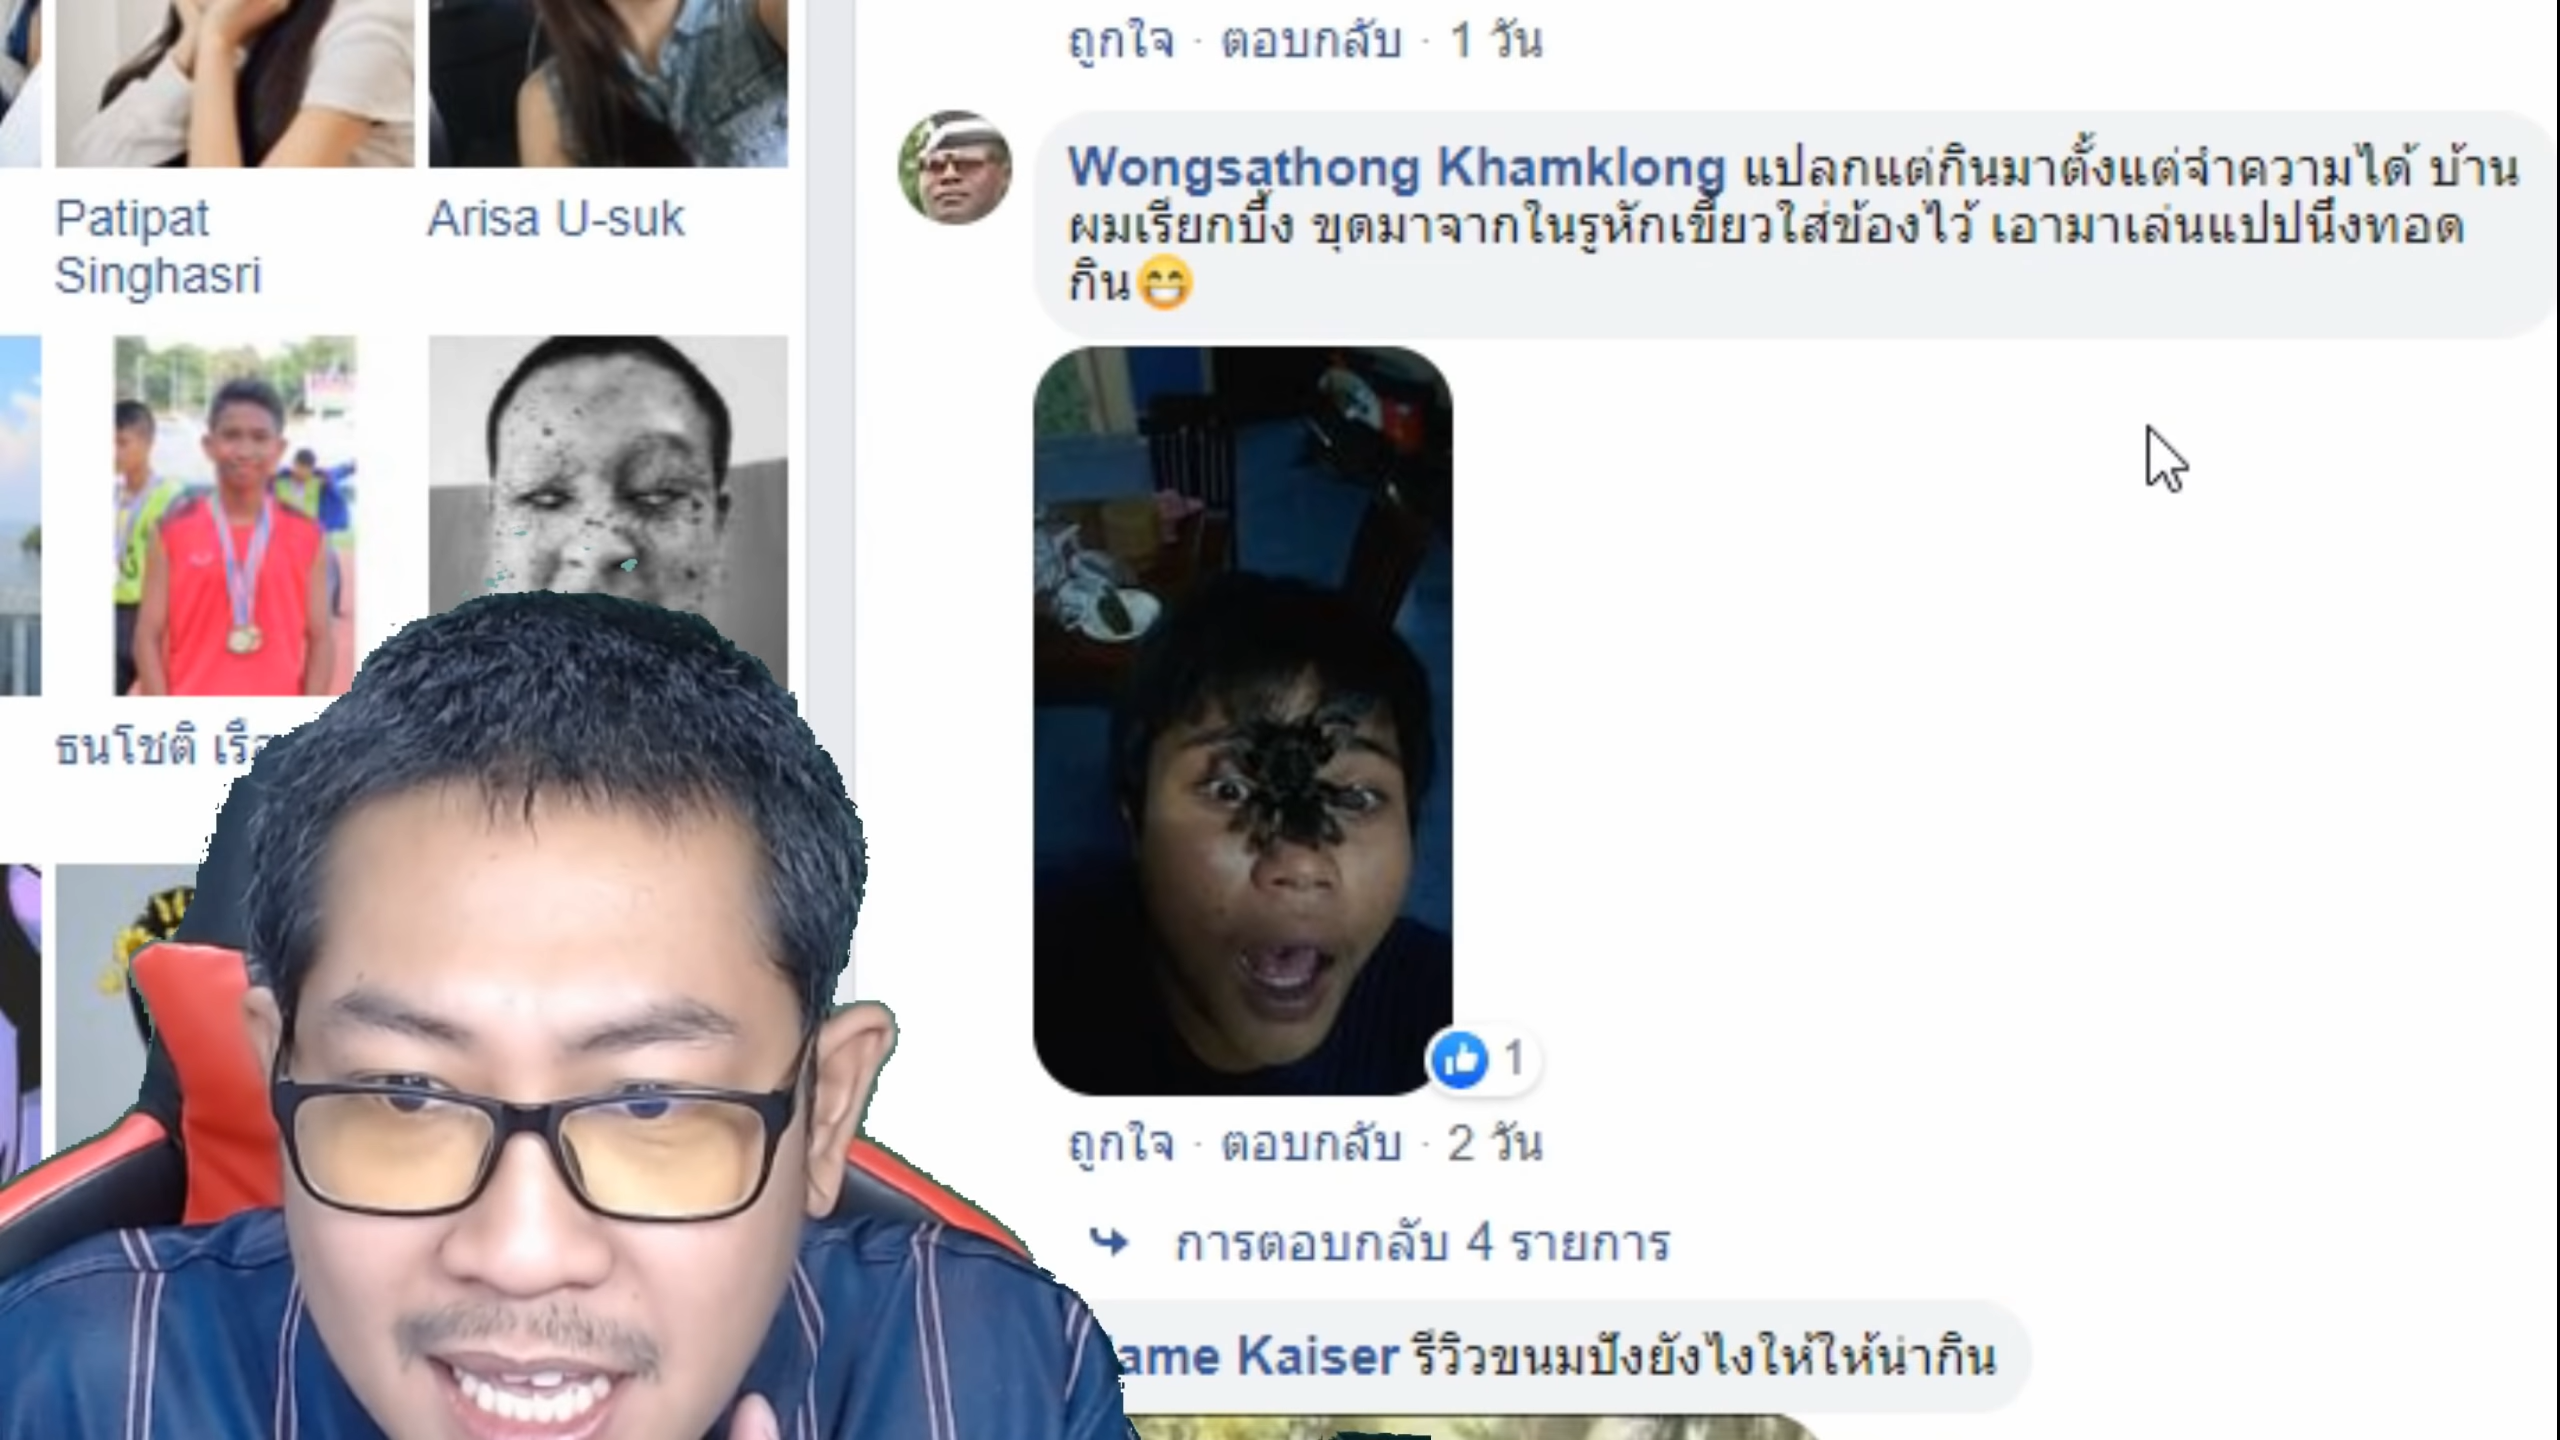 Patipat
Singhasri
Arisa U-suk
ธนโชติ
ถูกใจ · ตอบกลับ · 1 วัน
Wongsathong Khamklong แปลกแต่กินมาตั้งแต่จำความได้ บ้าน
ผมเรียกบึ้ง ขุดมาจากในรูหักเขี้ยวใส่ข้องไว้ เอามาเล่นแปปนึงทอด
กิน😁
1
ถูกใจ · ตอบกลับ · 2 วัน
การตอบกลับ 4 รายการ
ame Kaiser รีวิวขนมปังยังไงให้ให้น่ากิน